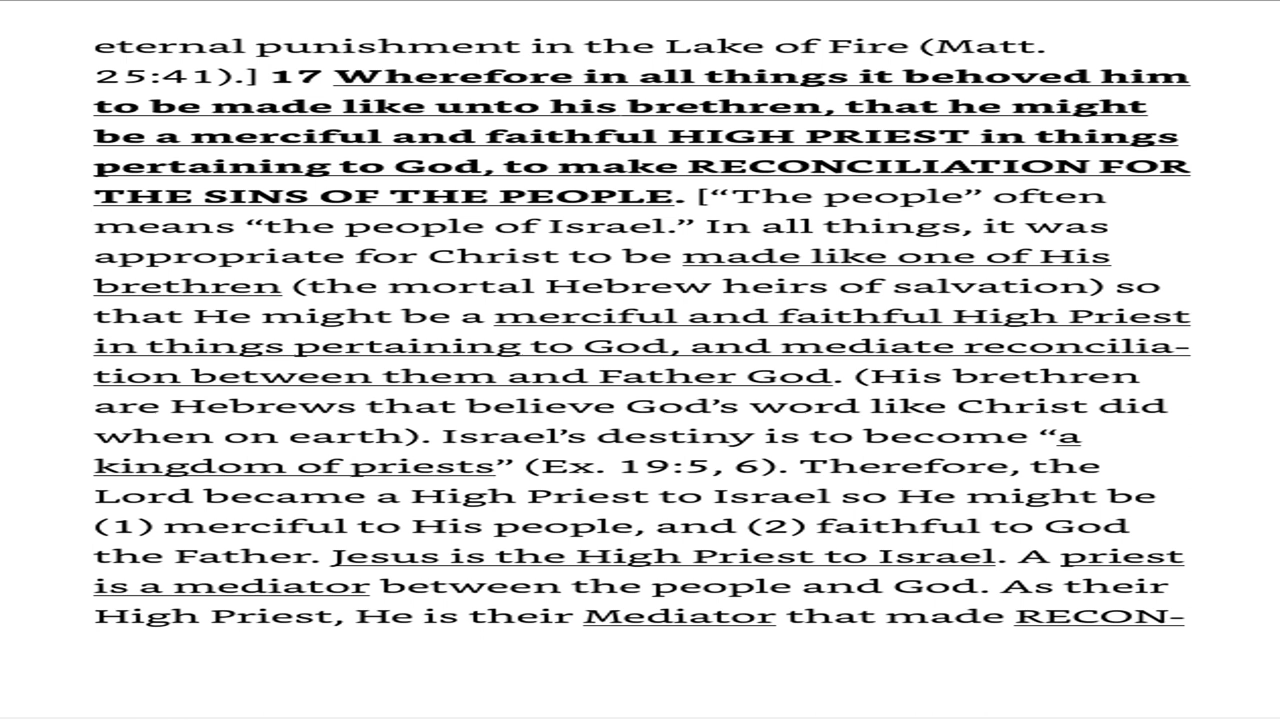 eternal punishment in the Lake of Fire (Matt.
25:41).] 17 Wherefore in all things it behoved him
to be made like unto his brethren, that he might
be a merciful and faithful HIGH PRIEST in things
pertaining to God, to make RECONCILIATION FOR
THE SINS OF THE PEOPLE. [“The people” often
means “the people of Israel.” In all things, it was
appropriate for Christ to be made like one of His
brethren (the mortal Hebrew heirs of salvation) so
that He might be a merciful and faithful High Priest
in things pertaining to God, and mediate reconcilia-
tion between them and Father God. (His brethren
are Hebrews that believe God’s word like Christ did
when on earth). Israel’s destiny is to become “a
kingdom of priests” (Ex. 19:5, 6). Therefore, the
Lord became a High Priest to Israel so He might be
(1) merciful to His people, and (2) faithful to God
the Father. Jesus is the High Priest to Israel. A priest
is a mediator between the people and God. As their
High Priest, He is their Mediator that made RECON-